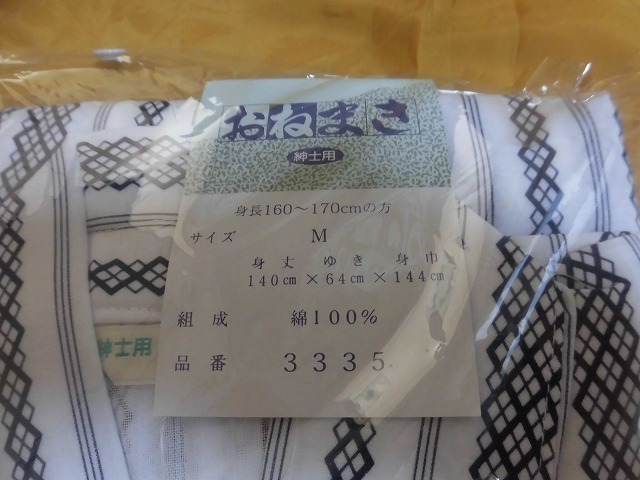 おねまき
紳士用
身長160～170cmの方
サイズ M
身丈 ゆき 身巾
140cm×64cm×144cm
組成 綿100%
品番 3335
紳士用